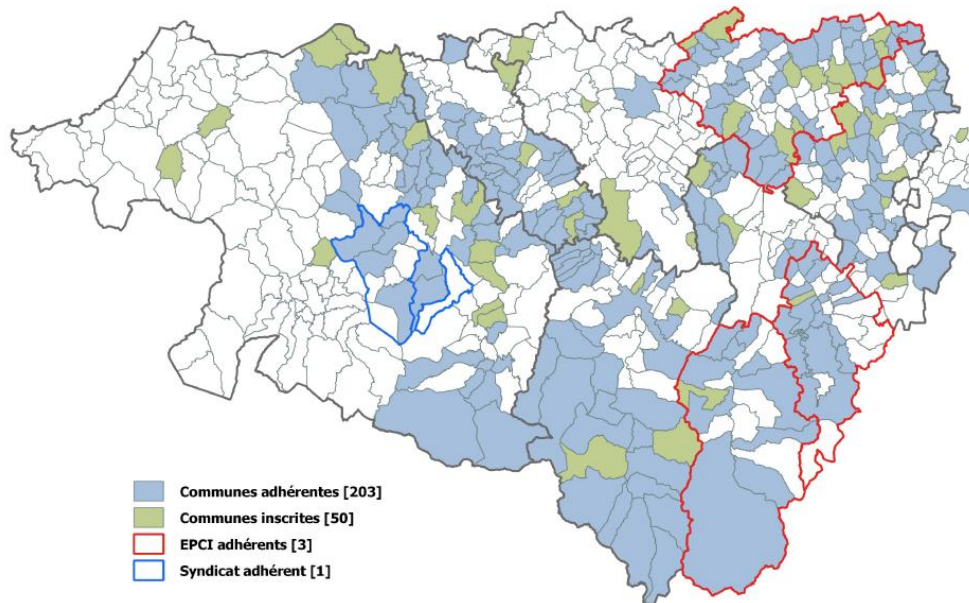 Communes adhérentes [203]
Communes inscrites [50]
EPCI adhérents [3]
Syndicat adhérent [1]